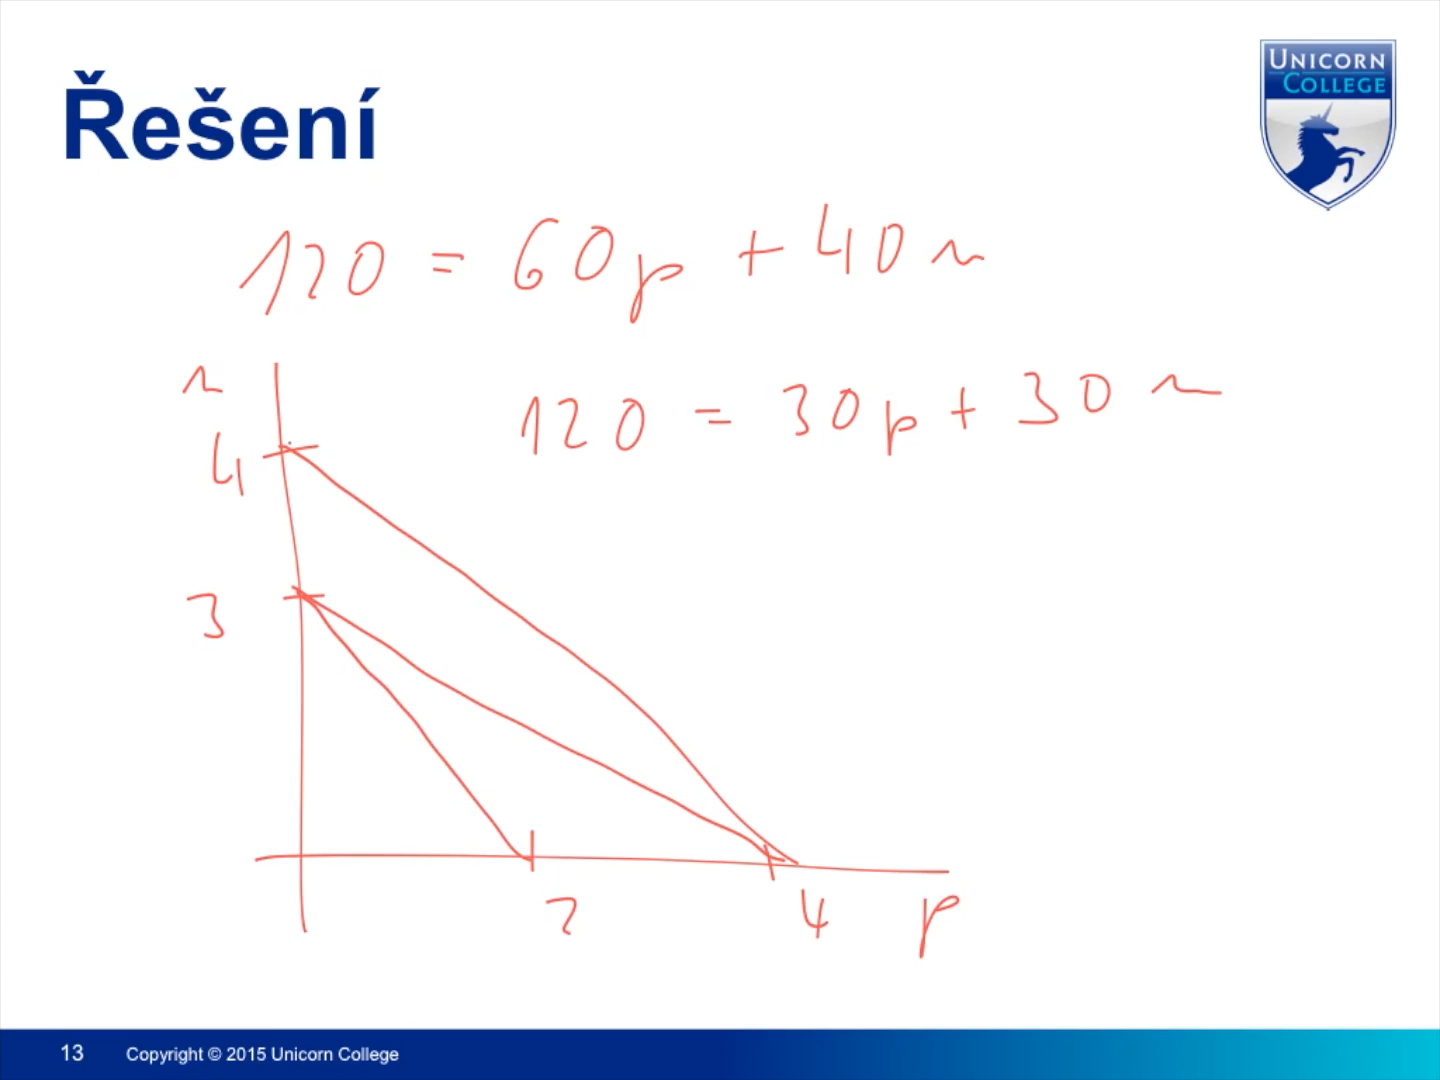 Řešení
UNICORN
COLLEGE
120 = 60p + 40n
n
120 = 30p + 30n
4
3
2
4
p
13
Copyright © 2015 Unicorn College